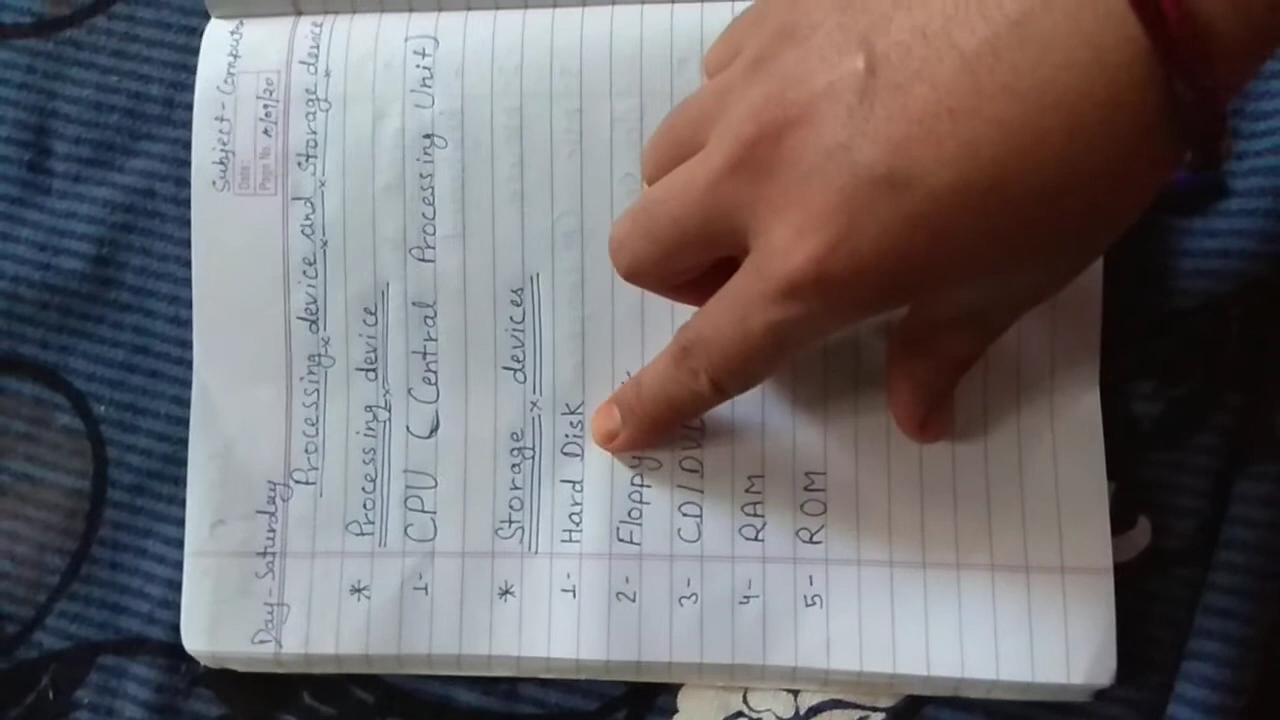 Subject - Computer
Date:
Page No.
Day - Saturday
Processing device and Storage device
* Processing device
1- CPU (Central Processing Unit)
* Storage devices
1- Hard Disk
2- Floppy
3- CD/DVD
4- RAM
5- ROM